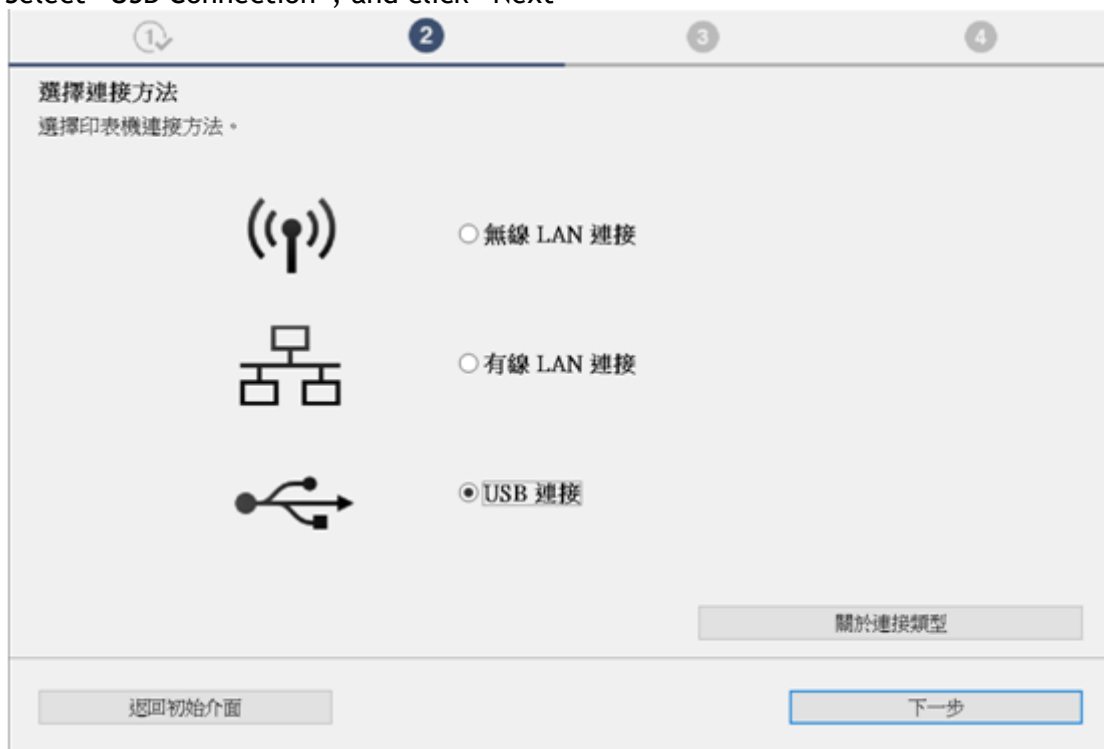 Select "USB Connection", and click "Next"
1 2 3 4
選擇連接方法
選擇印表機連接方法。
無線 LAN 連接
有線 LAN 連接
USB 連接
關於連接類型
返回初始介面
下一步